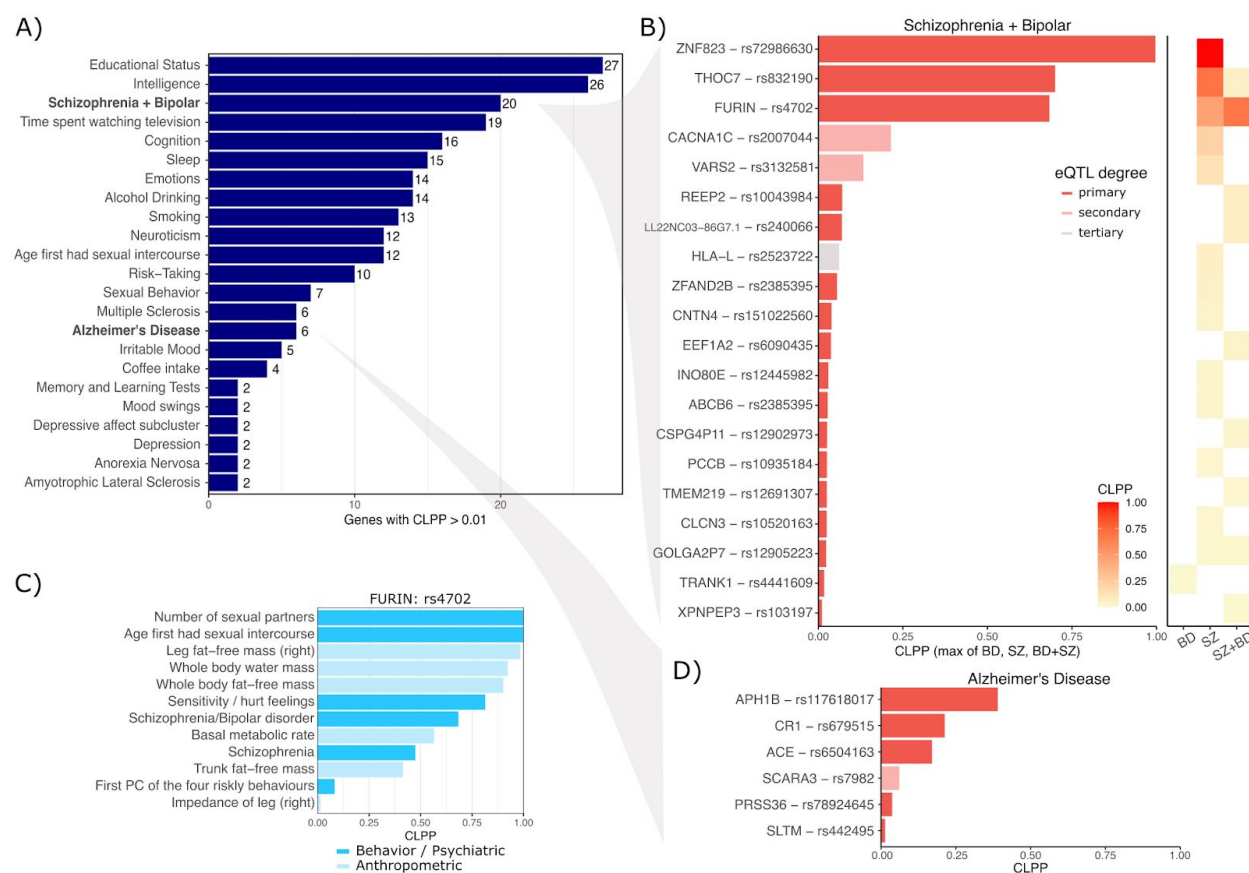 A)
Educational Status 27
Intelligence 26
Schizophrenia + Bipolar 20
Time spent watching television 19
Cognition 16
Sleep 15
Emotions 14
Alcohol Drinking 14
Smoking 13
Neuroticism 12
Age first had sexual intercourse 12
Risk−Taking 10
Sexual Behavior 7
Multiple Sclerosis 6
Alzheimer's Disease 6
Irritable Mood 5
Coffee intake 4
Memory and Learning Tests 2
Mood swings 2
Depressive affect subcluster 2
Depression 2
Anorexia Nervosa 2
Amyotrophic Lateral Sclerosis 2
0 10 20
Genes with CLPP > 0.01
B)
Schizophrenia + Bipolar
ZNF823 − rs72986630
THOC7 − rs832190
FURIN − rs4702
CACNA1C − rs2007044
VARS2 − rs3132581
REEP2 − rs10043984
LL22NC03−86G7.1 − rs240066
HLA−L − rs2523722
ZFAND2B − rs2385395
CNTN4 − rs151022560
EEF1A2 − rs6090435
INO80E − rs12445982
ABCB6 − rs2385395
CSPG4P11 − rs12902973
PCCB − rs10935184
TMEM219 − rs12691307
CLCN3 − rs10520163
GOLGA2P7 − rs12905223
TRANK1 − rs4441609
XPNPEP3 − rs103197
eQTL degree
primary
secondary
tertiary
CLPP
1.00
0.75
0.50
0.25
0.00
0.00 0.25 0.50 0.75 1.00
CLPP (max of BD, SZ, BD+SZ)
BD SZ SZ+BD
C)
FURIN: rs4702
Number of sexual partners
Age first had sexual intercourse
Leg fat−free mass (right)
Whole body water mass
Whole body fat−free mass
Sensitivity / hurt feelings
Schizophrenia/Bipolar disorder
Basal metabolic rate
Schizophrenia
Trunk fat−free mass
First PC of the four riskly behaviours
Impedance of leg (right)
0.00 0.25 0.50 0.75 1.00
CLPP
Behavior / Psychiatric
Anthropometric
D)
Alzheimer's Disease
APH1B − rs117618017
CR1 − rs679515
ACE − rs6504163
SCARA3 − rs7982
PRSS36 − rs78924645
SLTM − rs442495
0.00 0.25 0.50 0.75 1.00
CLPP